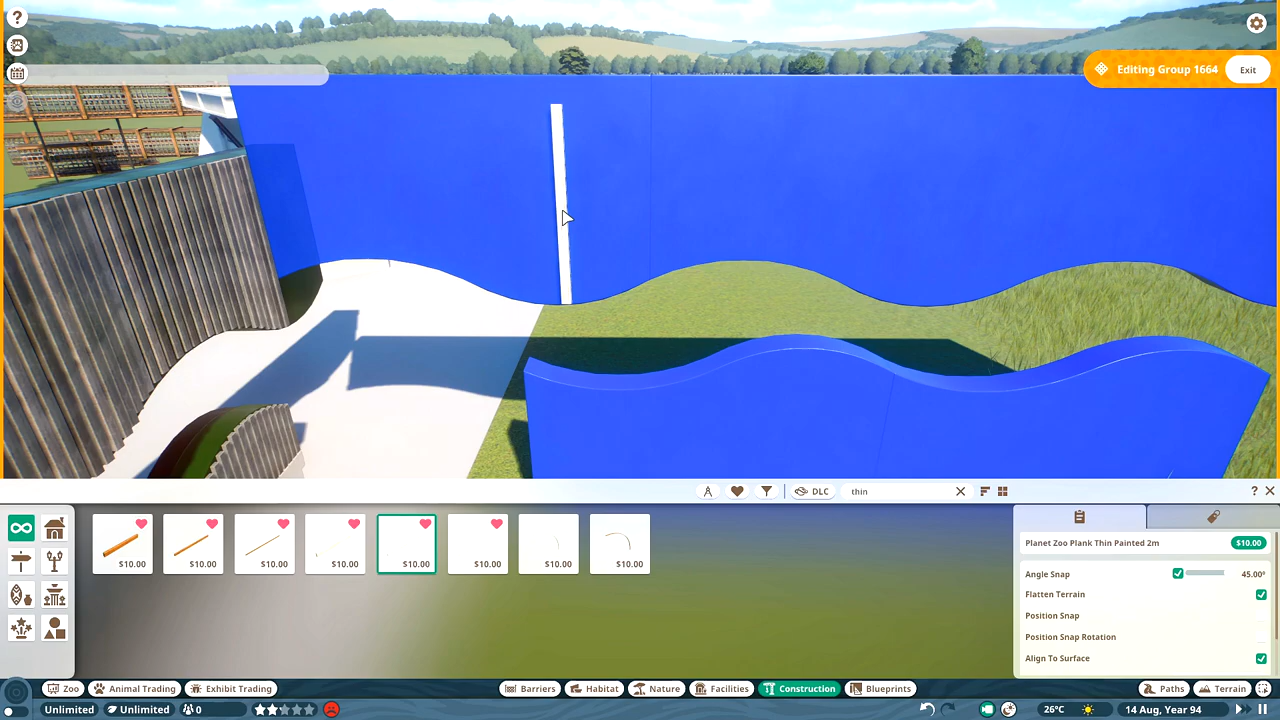 ?
Editing Group 1664
Exit
DLC
thin
?
$10.00
$10.00
$10.00
$10.00
$10.00
$10.00
$10.00
$10.00
Planet Zoo Plank Thin Painted 2m
$10.00
Angle Snap
45.00°
Flatten Terrain
Position Snap
Position Snap Rotation
Align To Surface
Zoo
Animal Trading
Exhibit Trading
Barriers
Habitat
Nature
Facilities
Construction
Blueprints
Paths
Terrain
Unlimited
Unlimited
0
26°C
14 Aug, Year 94